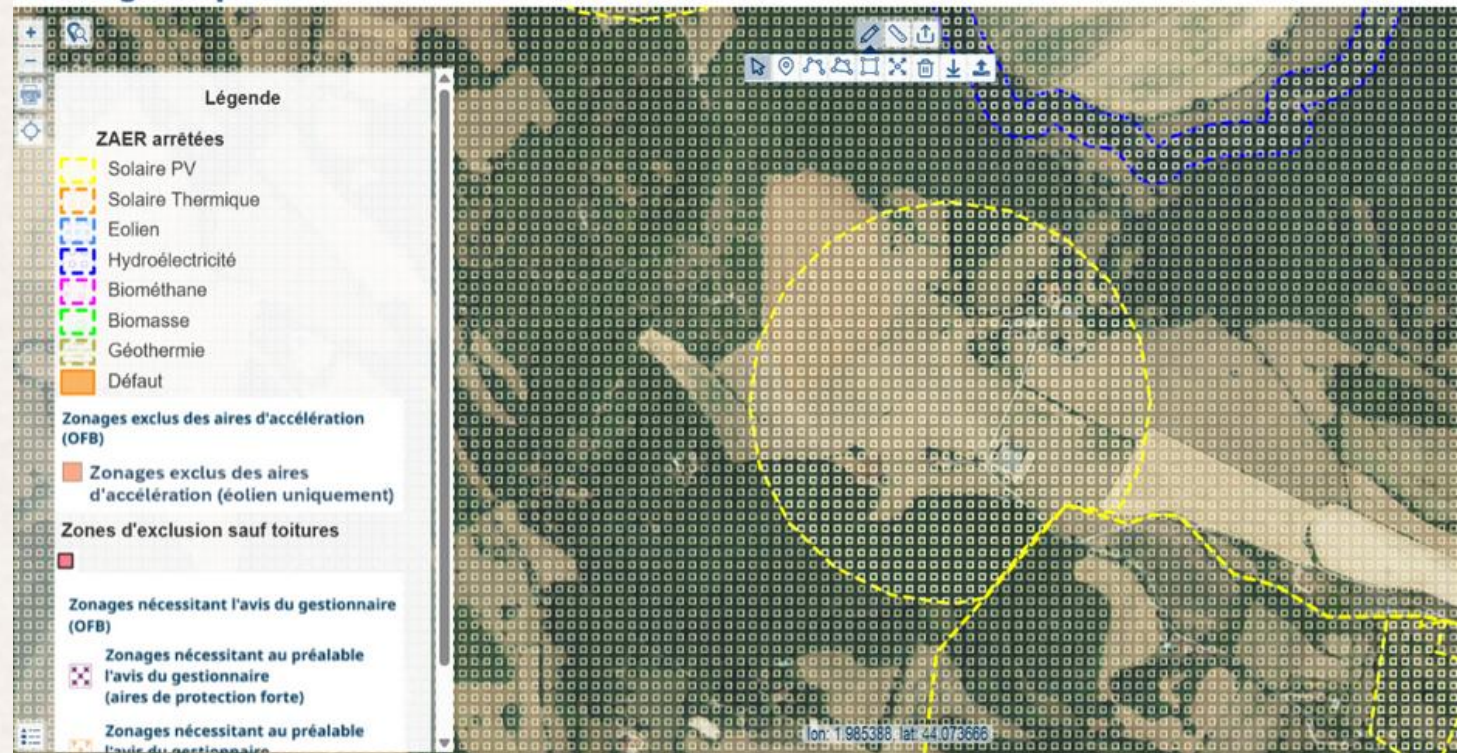 Légende
ZAER arrêtées
Solaire PV
Solaire Thermique
Eolien
Hydroélectricité
Biométhane
Biomasse
Géothermie
Défaut
Zonages exclus des aires d'accélération
(OFB)
Zonages exclus des aires
d'accélération (éolien uniquement)
Zones d'exclusion sauf toitures
Zonages nécessitant l'avis du gestionnaire
(OFB)
Zonages nécessitant au préalable
l'avis du gestionnaire
(aires de protection forte)
Zonages nécessitant au préalable
l'avis du gestionnaire
lon: 1.985388, lat: 44.073666